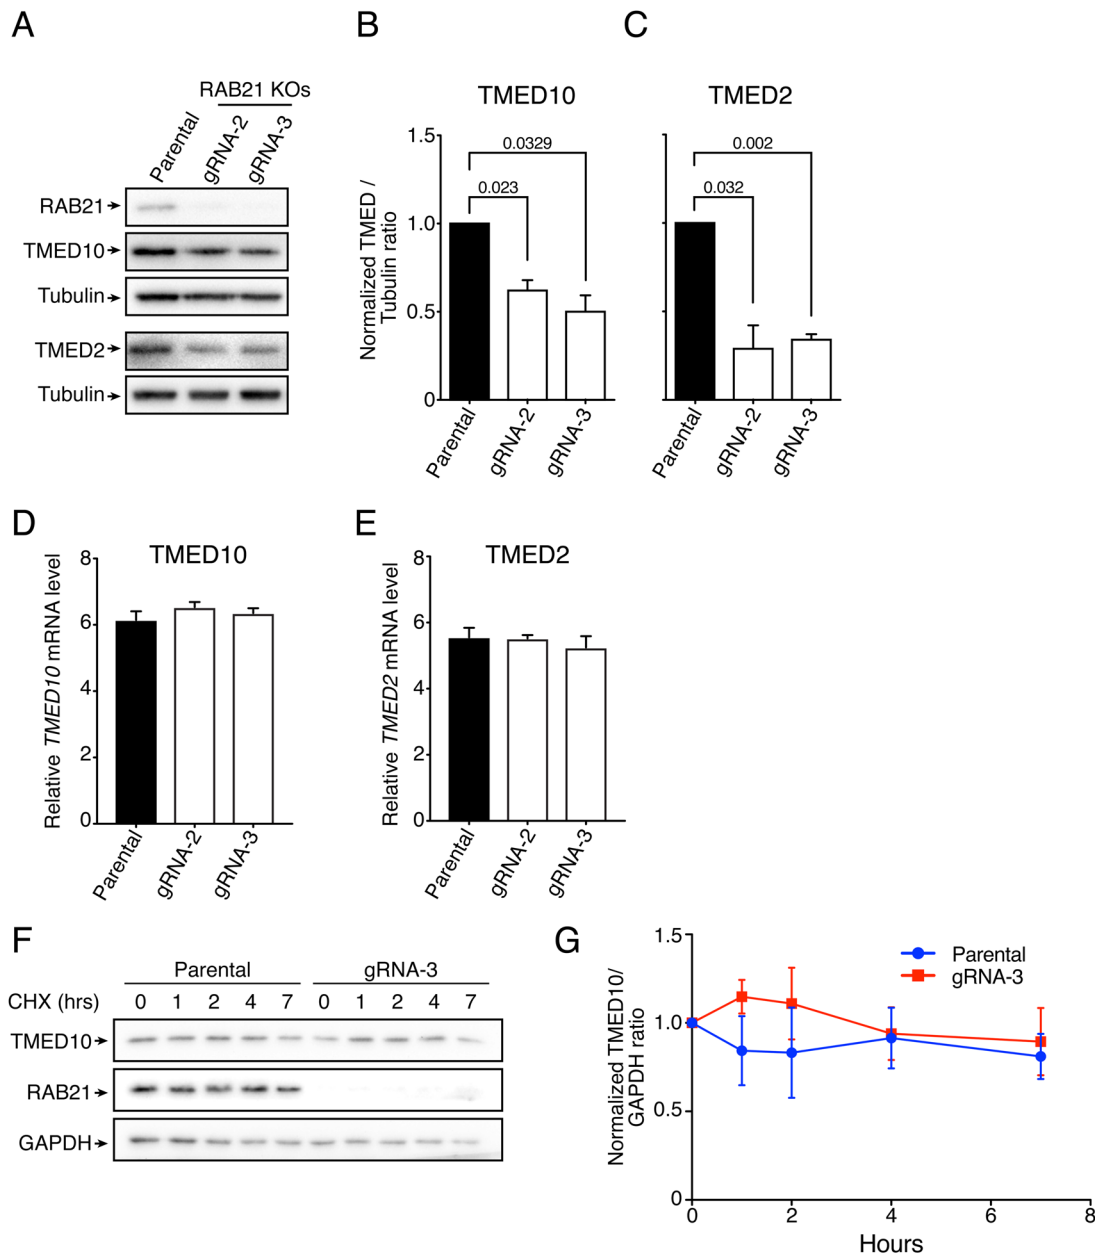 A
RAB21 KOs
Parental
gRNA-2
gRNA-3
RAB21
TMED10
Tubulin
TMED2
Tubulin
B
TMED10
Normalized TMED /
Tubulin ratio
1.5
1.0
0.5
0
0.0329
0.023
Parental
gRNA-2
gRNA-3
C
TMED2
0.002
0.032
Parental
gRNA-2
gRNA-3
D
TMED10
Relative TMED10 mRNA level
8
6
4
2
0
Parental
gRNA-2
gRNA-3
E
TMED2
Relative TMED2 mRNA level
8
6
4
2
0
Parental
gRNA-2
gRNA-3
F
Parental gRNA-3
CHX (hrs) 0 1 2 4 7 0 1 2 4 7
TMED10
RAB21
GAPDH
G
Normalized TMED10/
GAPDH ratio
1.5
1.0
0.5
0
Parental
gRNA-3
0 2 4 6 8
Hours